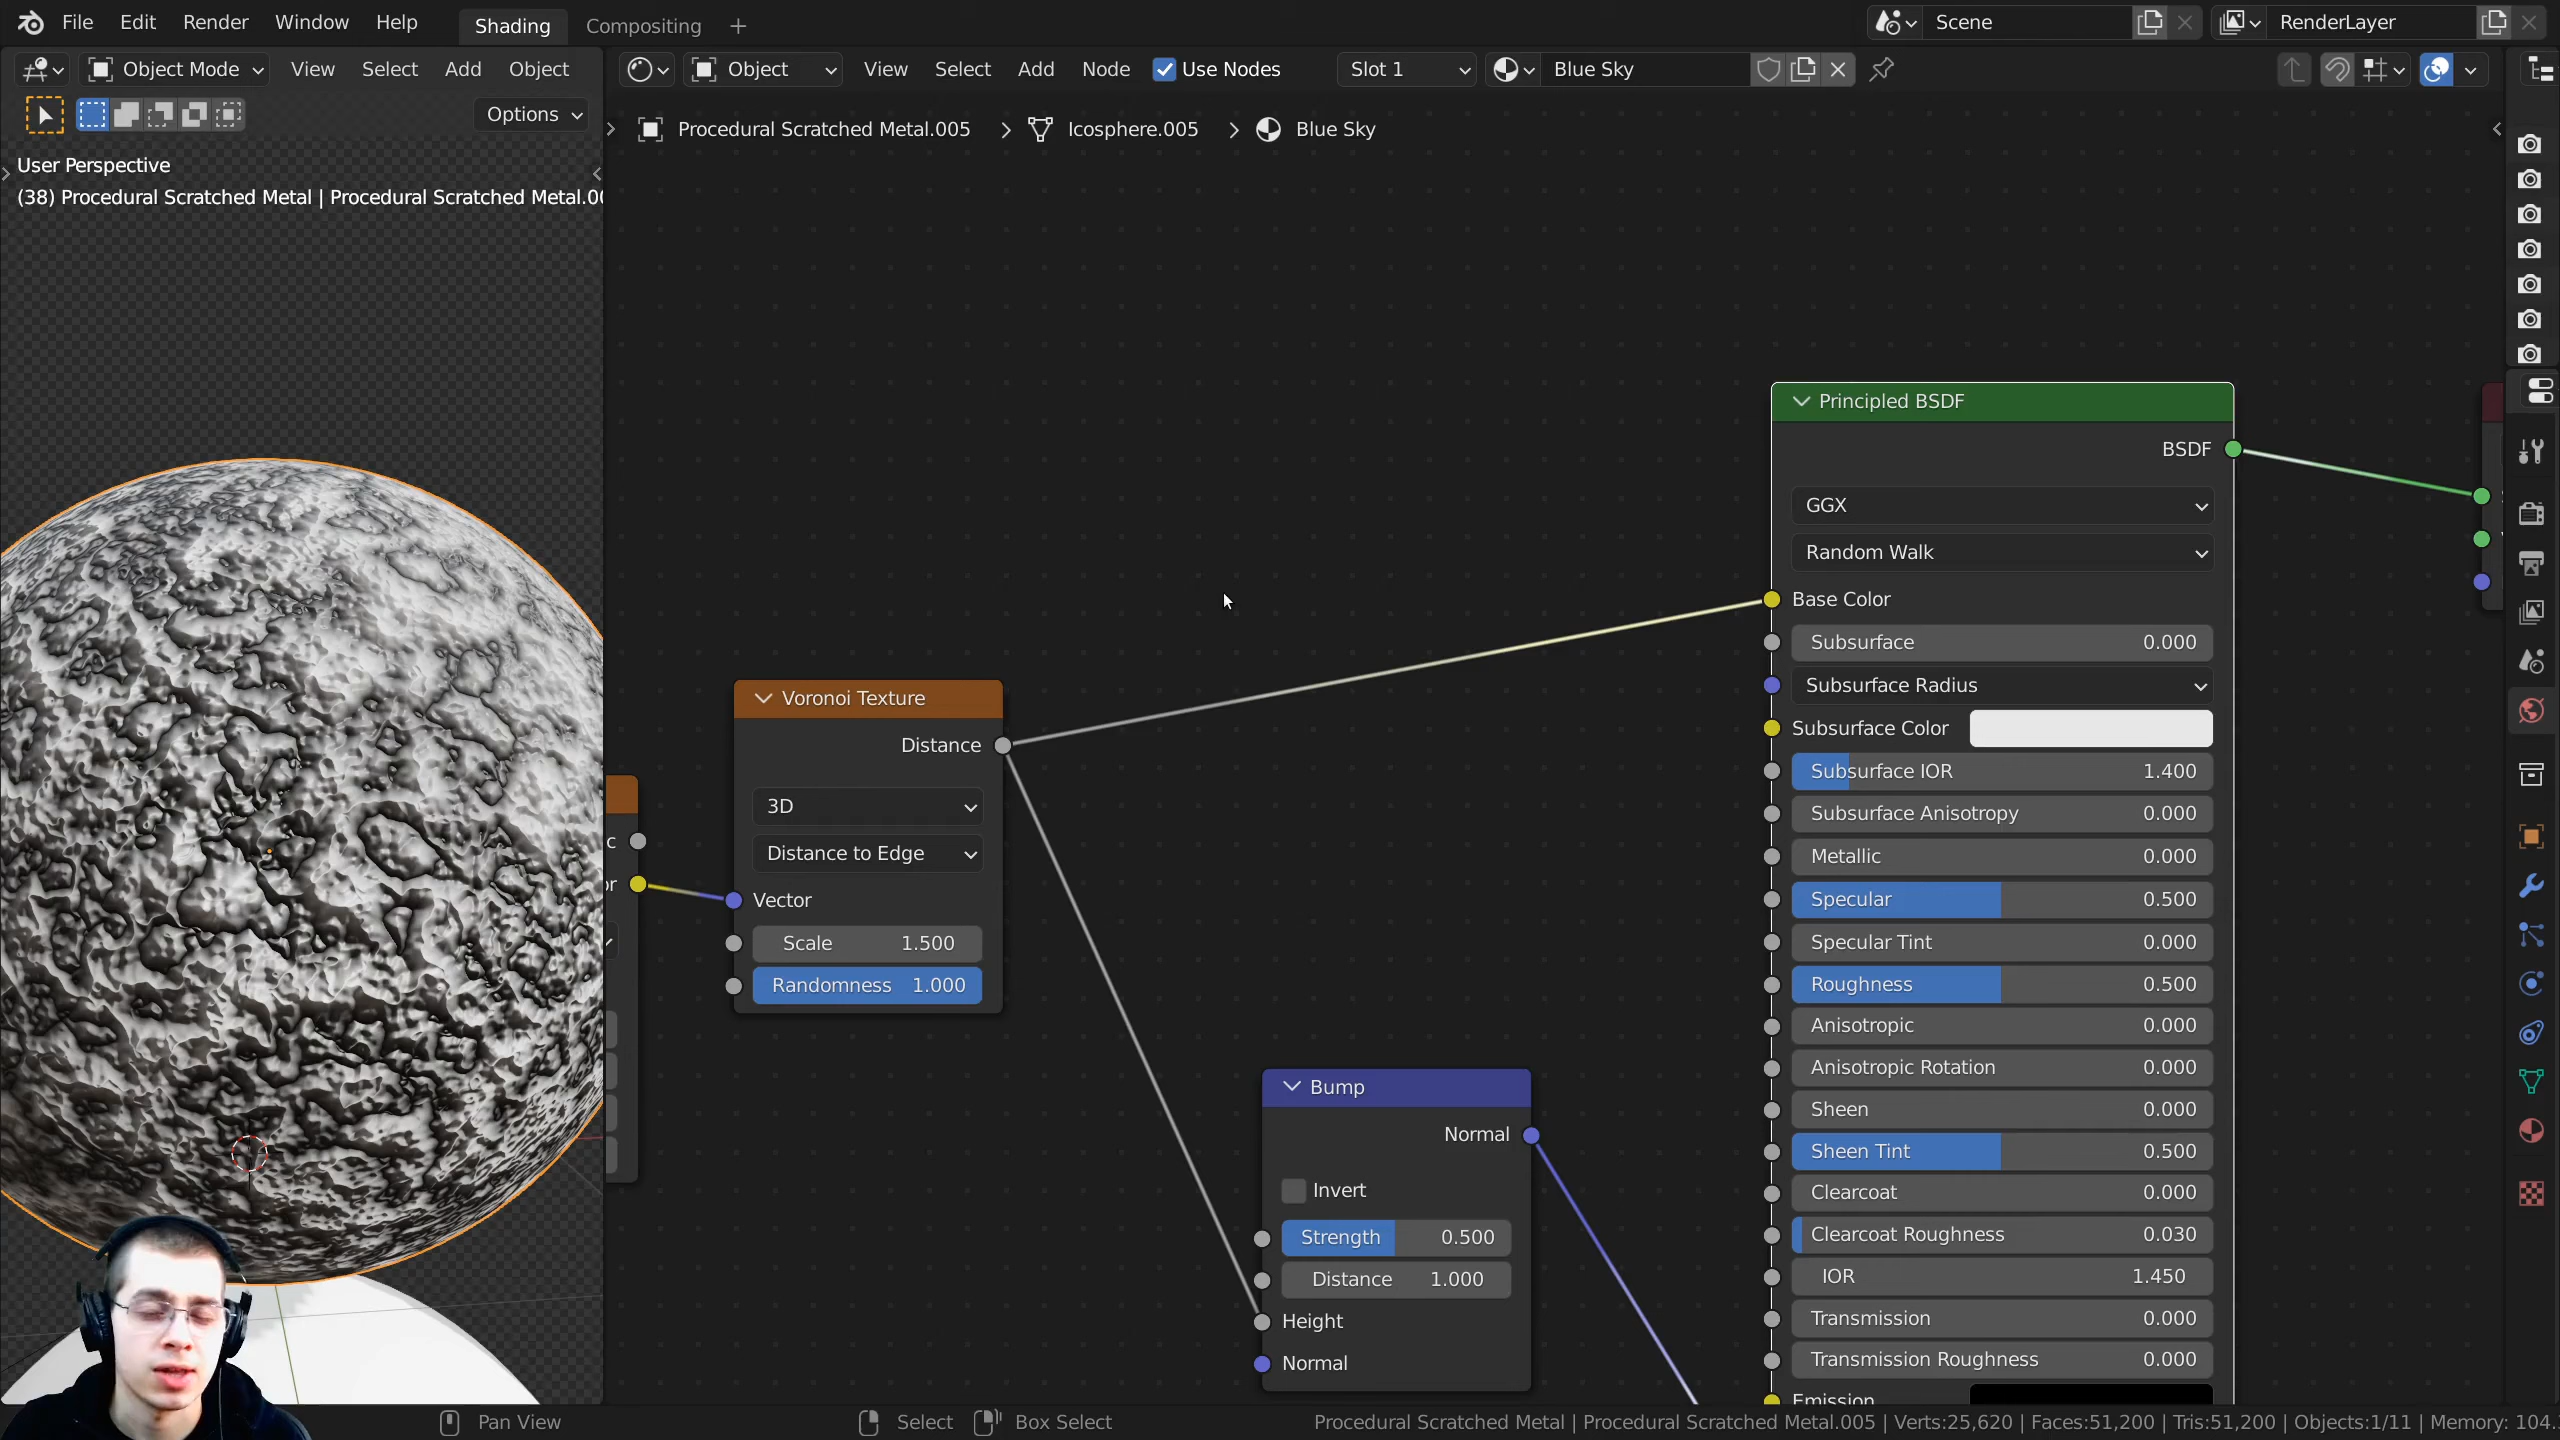 File Edit Render Window Help Shading Compositing + Scene RenderLayer
Object Mode View Select Add Object Object View Select Add Node Use Nodes Slot 1 Blue Sky
Options
Procedural Scratched Metal.005 Icosphere.005 Blue Sky
User Perspective
(38) Procedural Scratched Metal | Procedural Scratched Metal.00
Principled BSDF
BSDF
GGX
Random Walk
Base Color
Subsurface 0.000
Subsurface Radius
Subsurface Color
Subsurface IOR 1.400
Subsurface Anisotropy 0.000
Metallic 0.000
Specular 0.500
Specular Tint 0.000
Roughness 0.500
Anisotropic 0.000
Anisotropic Rotation 0.000
Sheen 0.000
Sheen Tint 0.500
Clearcoat 0.000
Clearcoat Roughness 0.030
IOR 1.450
Transmission 0.000
Transmission Roughness 0.000
Emission
Voronoi Texture
Distance
3D
Distance to Edge
Vector
Scale 1.500
Randomness 1.000
c
or
Bump
Normal
Invert
Strength 0.500
Distance 1.000
Height
Normal
Pan View Select Box Select Procedural Scratched Metal | Procedural Scratched Metal.005 | Verts:25,620 | Faces:51,200 | Tris:51,200 | Objects:1/11 | Memory: 104.